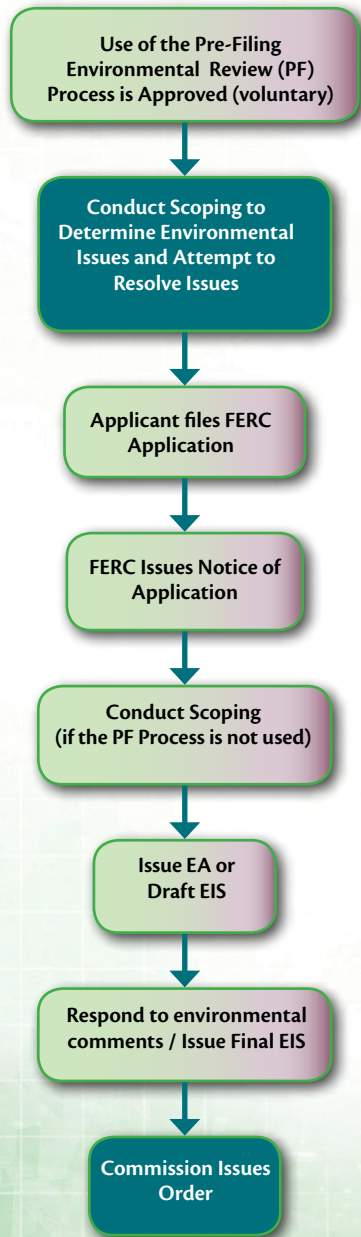 Use of the Pre-Filing
Environmental Review (PF)
Process is Approved (voluntary)
Conduct Scoping to
Determine Environmental
Issues and Attempt to
Resolve Issues
Applicant files FERC
Application
FERC Issues Notice of
Application
Conduct Scoping
(if the PF Process is not used)
Issue EA or
Draft EIS
Respond to environmental
comments / Issue Final EIS
Commission Issues
Order